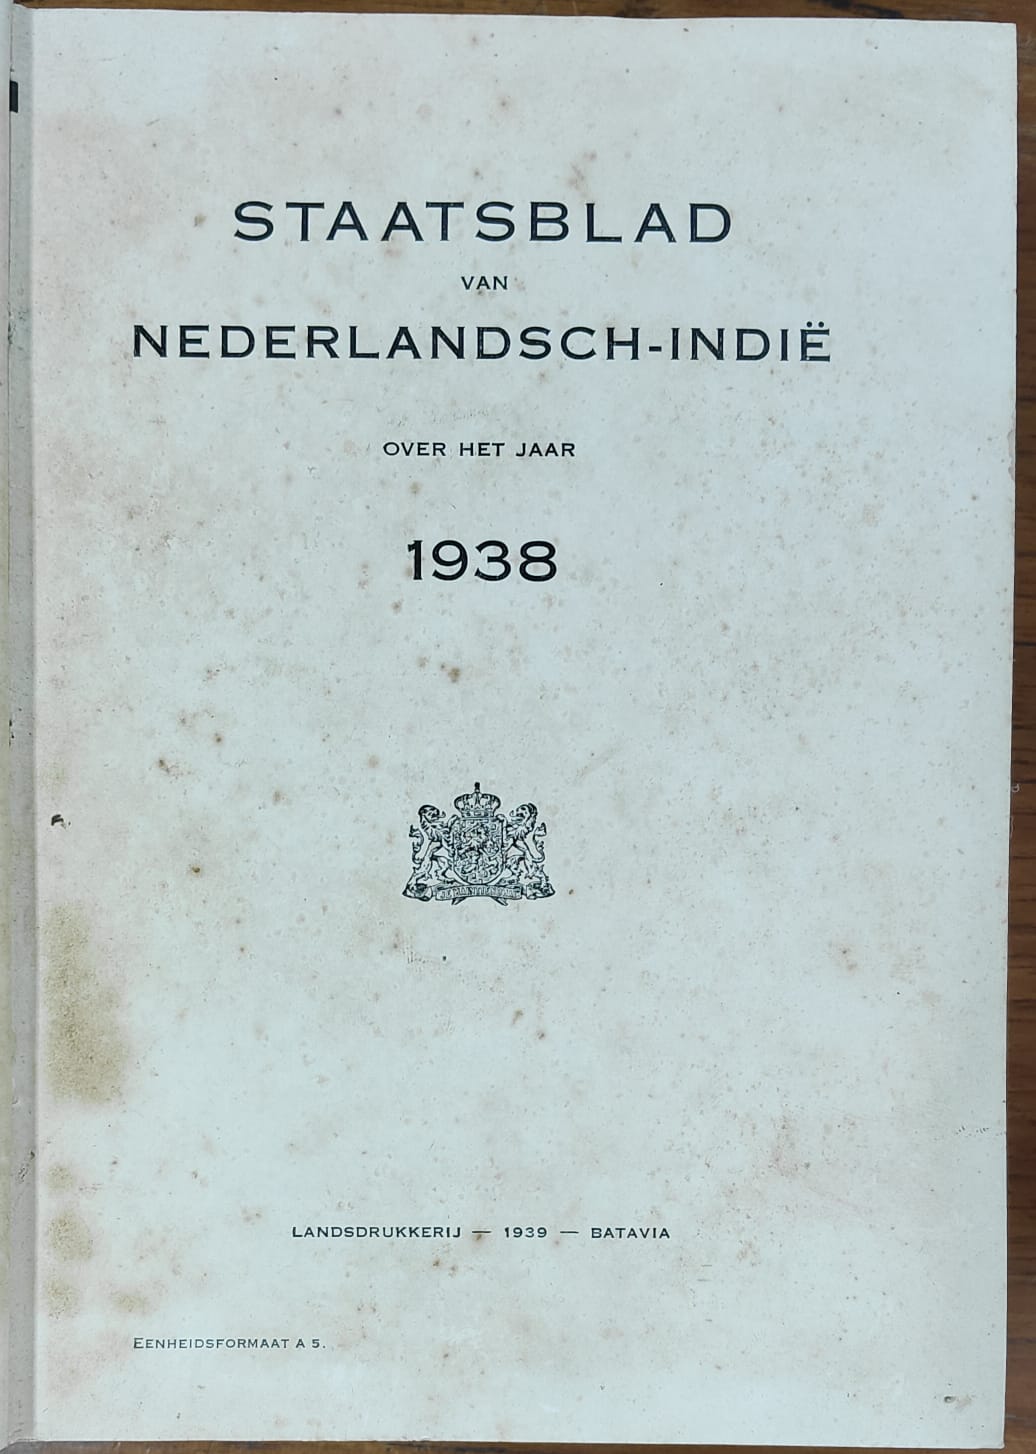 STAATSBLAD
VAN
NEDERLANDSCH-INDIË
OVER HET JAAR
1938
LANDSDRUKKERIJ — 1939 — BATAVIA
EENHEIDSFORMAAT A 5.